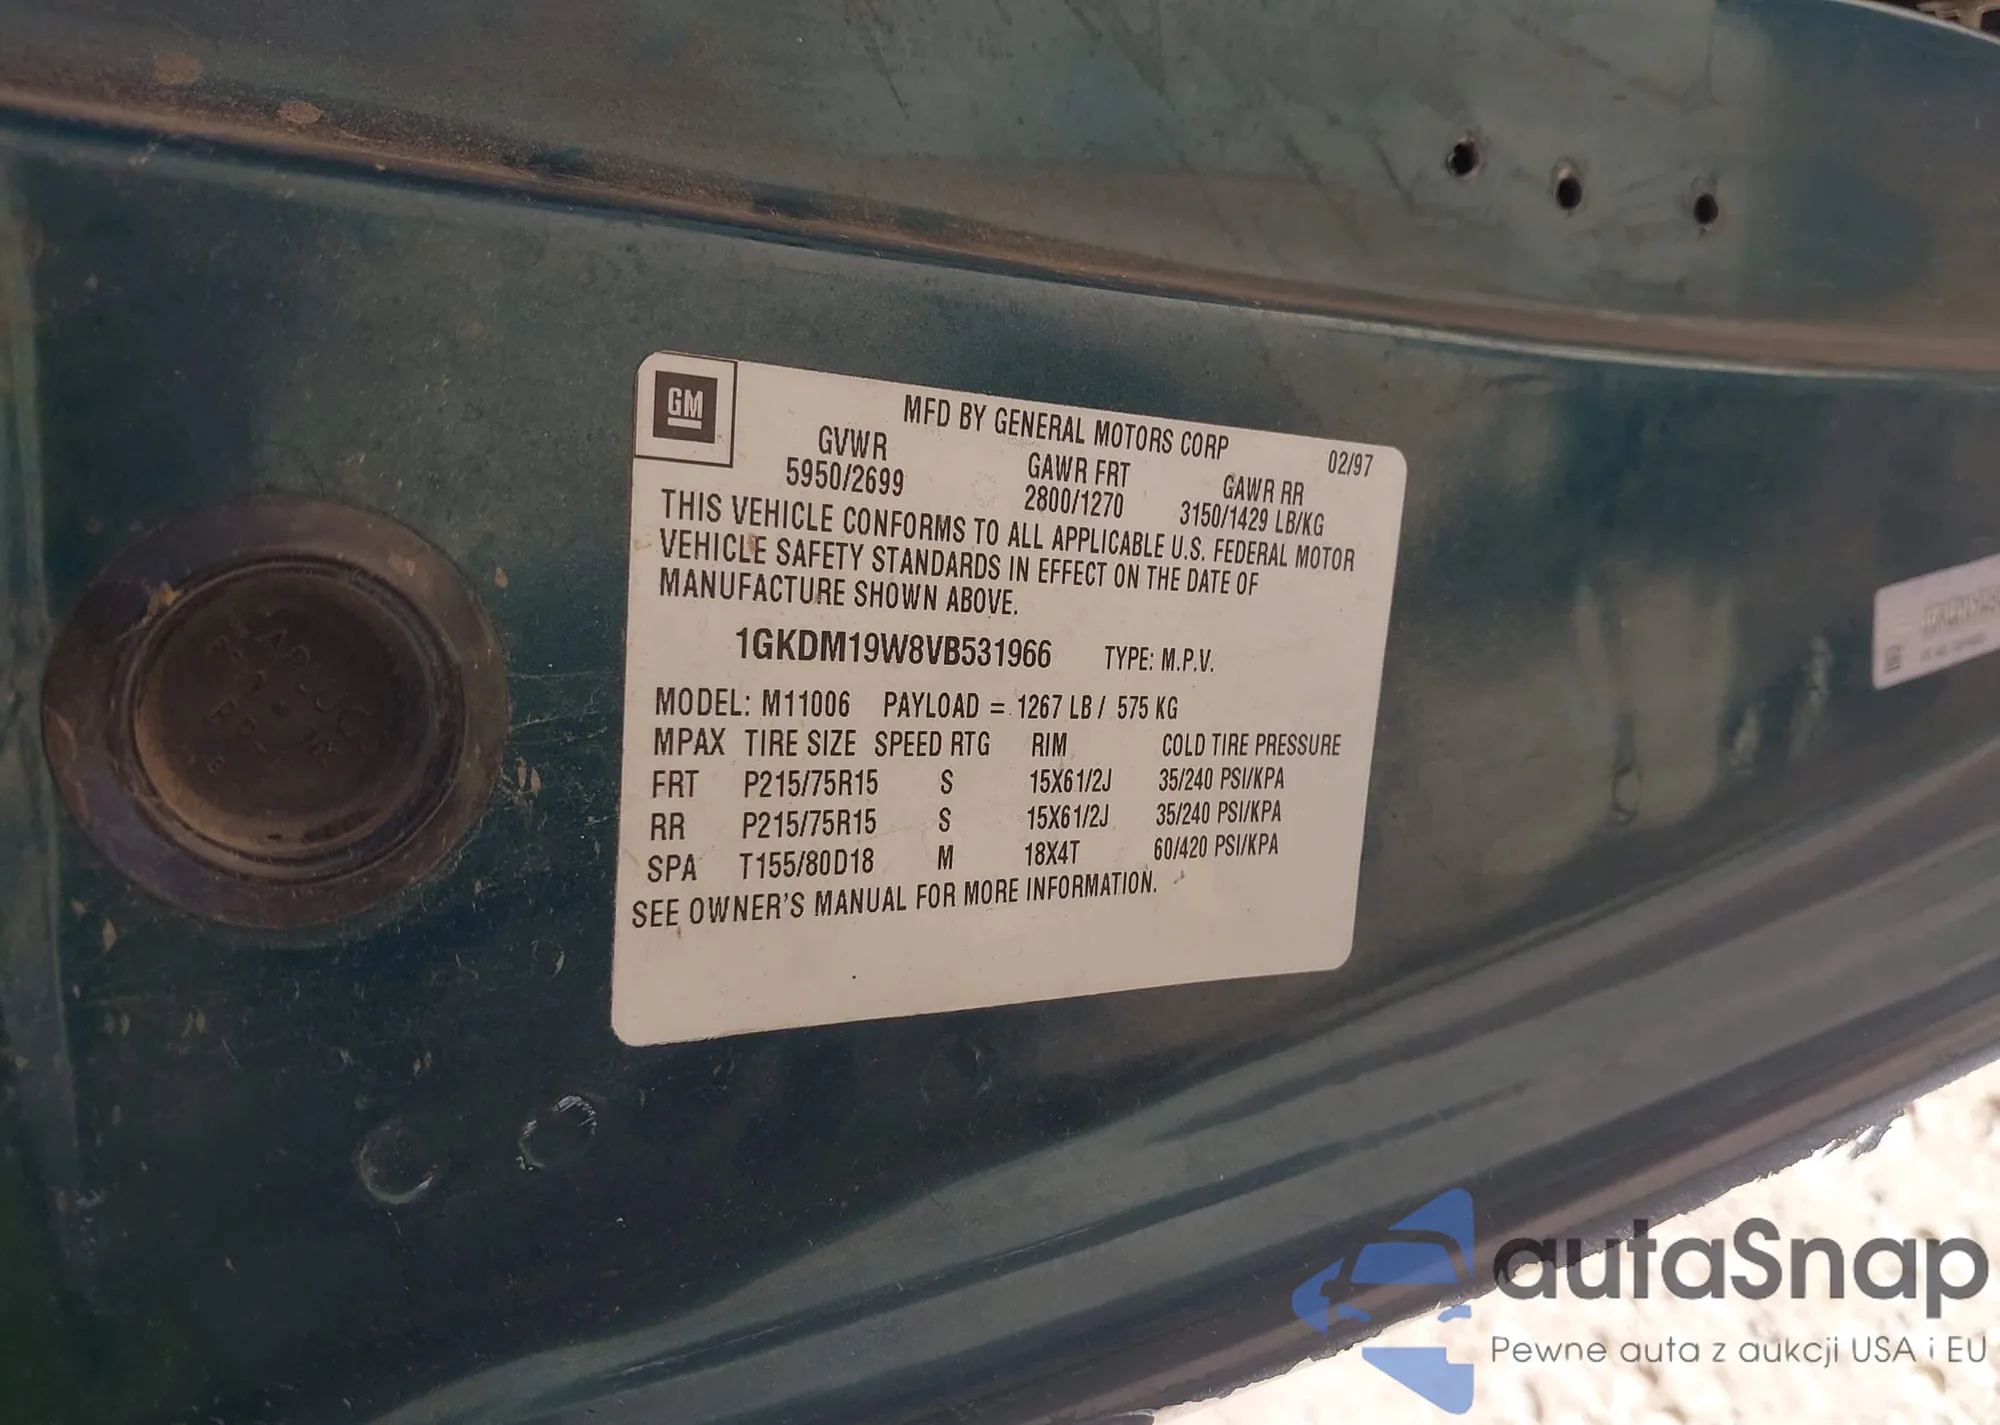 GM
MFD BY GENERAL MOTORS CORP
02/97
GVWR GAWR FRT GAWR RR
5950/2699 2800/1270 3150/1429 LB/KG
THIS VEHICLE CONFORMS TO ALL APPLICABLE U.S. FEDERAL MOTOR
VEHICLE SAFETY STANDARDS IN EFFECT ON THE DATE OF
MANUFACTURE SHOWN ABOVE.
1GKDM19W8VB531966 TYPE: M.P.V.
MODEL: M11006 PAYLOAD = 1267 LB / 575 KG
MPAX TIRE SIZE SPEED RTG RIM COLD TIRE PRESSURE
FRT P215/75R15 S 15X61/2J 35/240 PSI/KPA
RR P215/75R15 S 15X61/2J 35/240 PSI/KPA
SPA T155/80D18 M 18X4T 60/420 PSI/KPA
SEE OWNER'S MANUAL FOR MORE INFORMATION.
autaSnap
Pewne auta z aukcji USA i EU